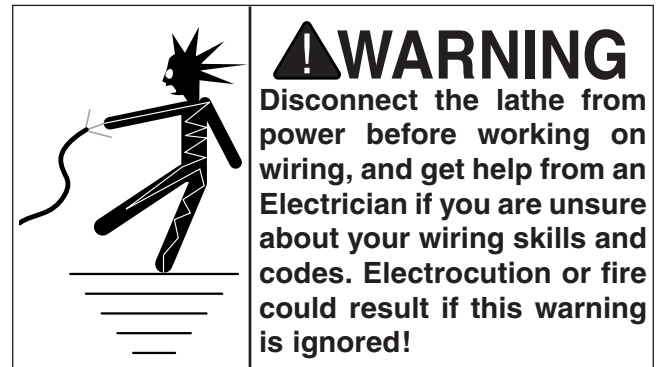 WARNING
Disconnect the lathe from
power before working on
wiring, and get help from an
Electrician if you are unsure
about your wiring skills and
codes. Electrocution or fire
could result if this warning
is ignored!